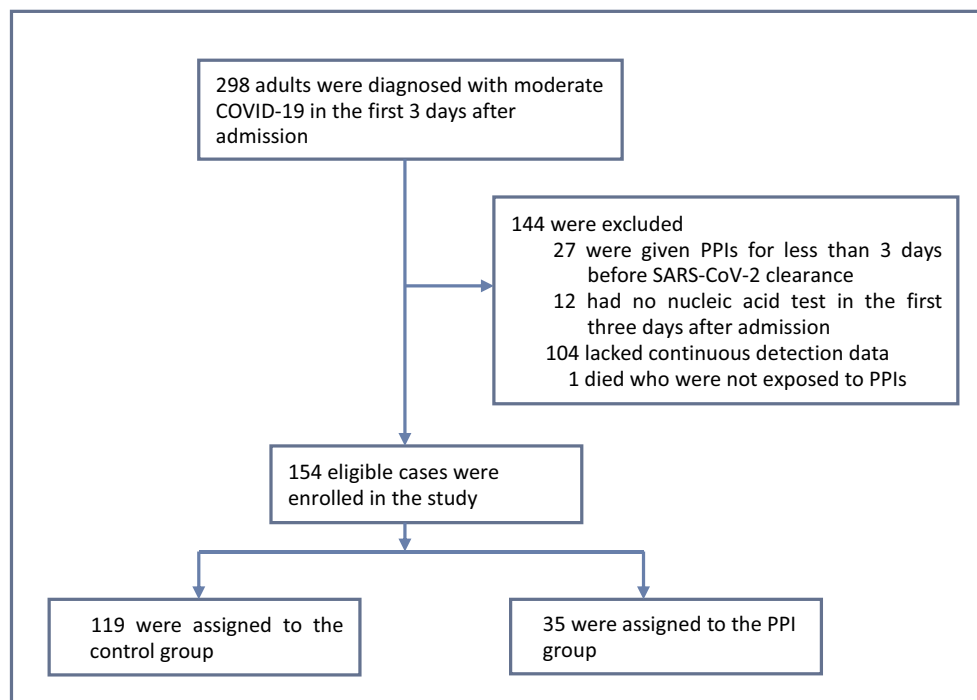 298 adults were diagnosed with moderate
COVID-19 in the first 3 days after
admission
144 were excluded
27 were given PPIs for less than 3 days
before SARS-CoV-2 clearance
12 had no nucleic acid test in the first
three days after admission
104 lacked continuous detection data
1 died who were not exposed to PPIs
154 eligible cases were
enrolled in the study
119 were assigned to the
control group
35 were assigned to the PPI
group